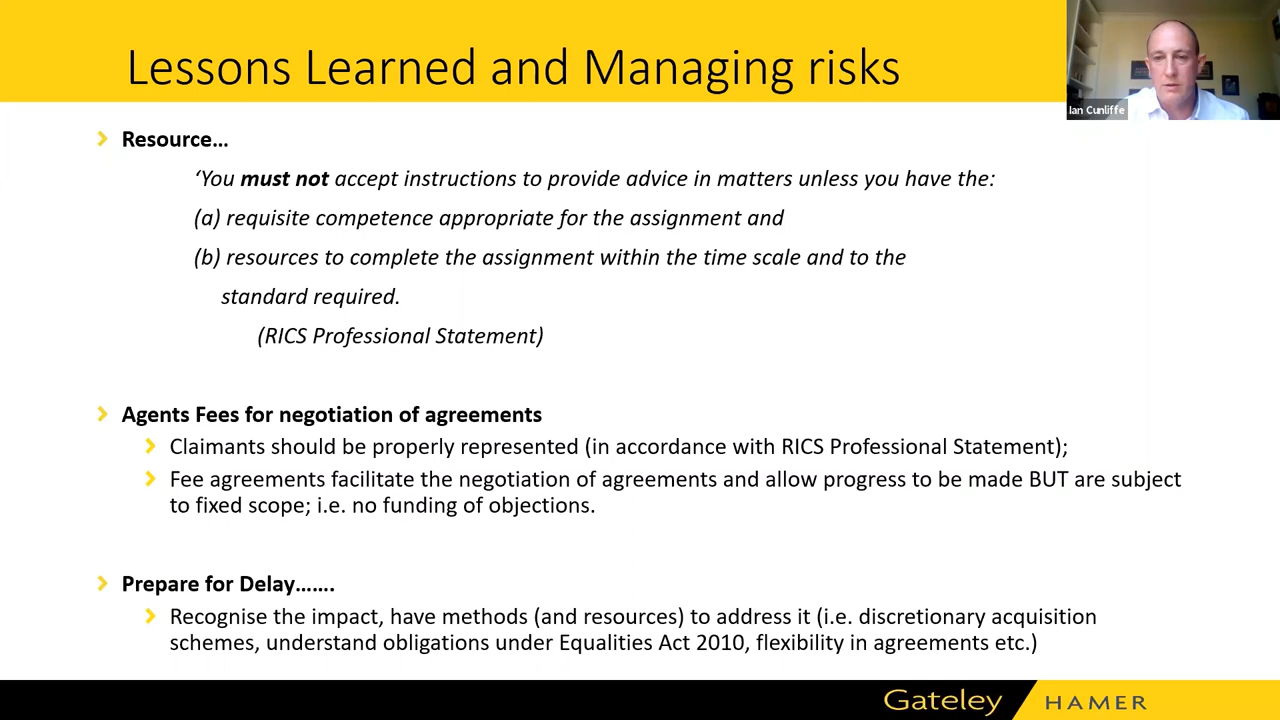 Lessons Learned and Managing risks
Ian Cunliffe
Resource…
‘You must not accept instructions to provide advice in matters unless you have the:
(a) requisite competence appropriate for the assignment and
(b) resources to complete the assignment within the time scale and to the
standard required.
(RICS Professional Statement)
Agents Fees for negotiation of agreements
Claimants should be properly represented (in accordance with RICS Professional Statement);
Fee agreements facilitate the negotiation of agreements and allow progress to be made BUT are subject
to fixed scope; i.e. no funding of objections.
Prepare for Delay…….
Recognise the impact, have methods (and resources) to address it (i.e. discretionary acquisition
schemes, understand obligations under Equalities Act 2010, flexibility in agreements etc.)
Gateley HAMER